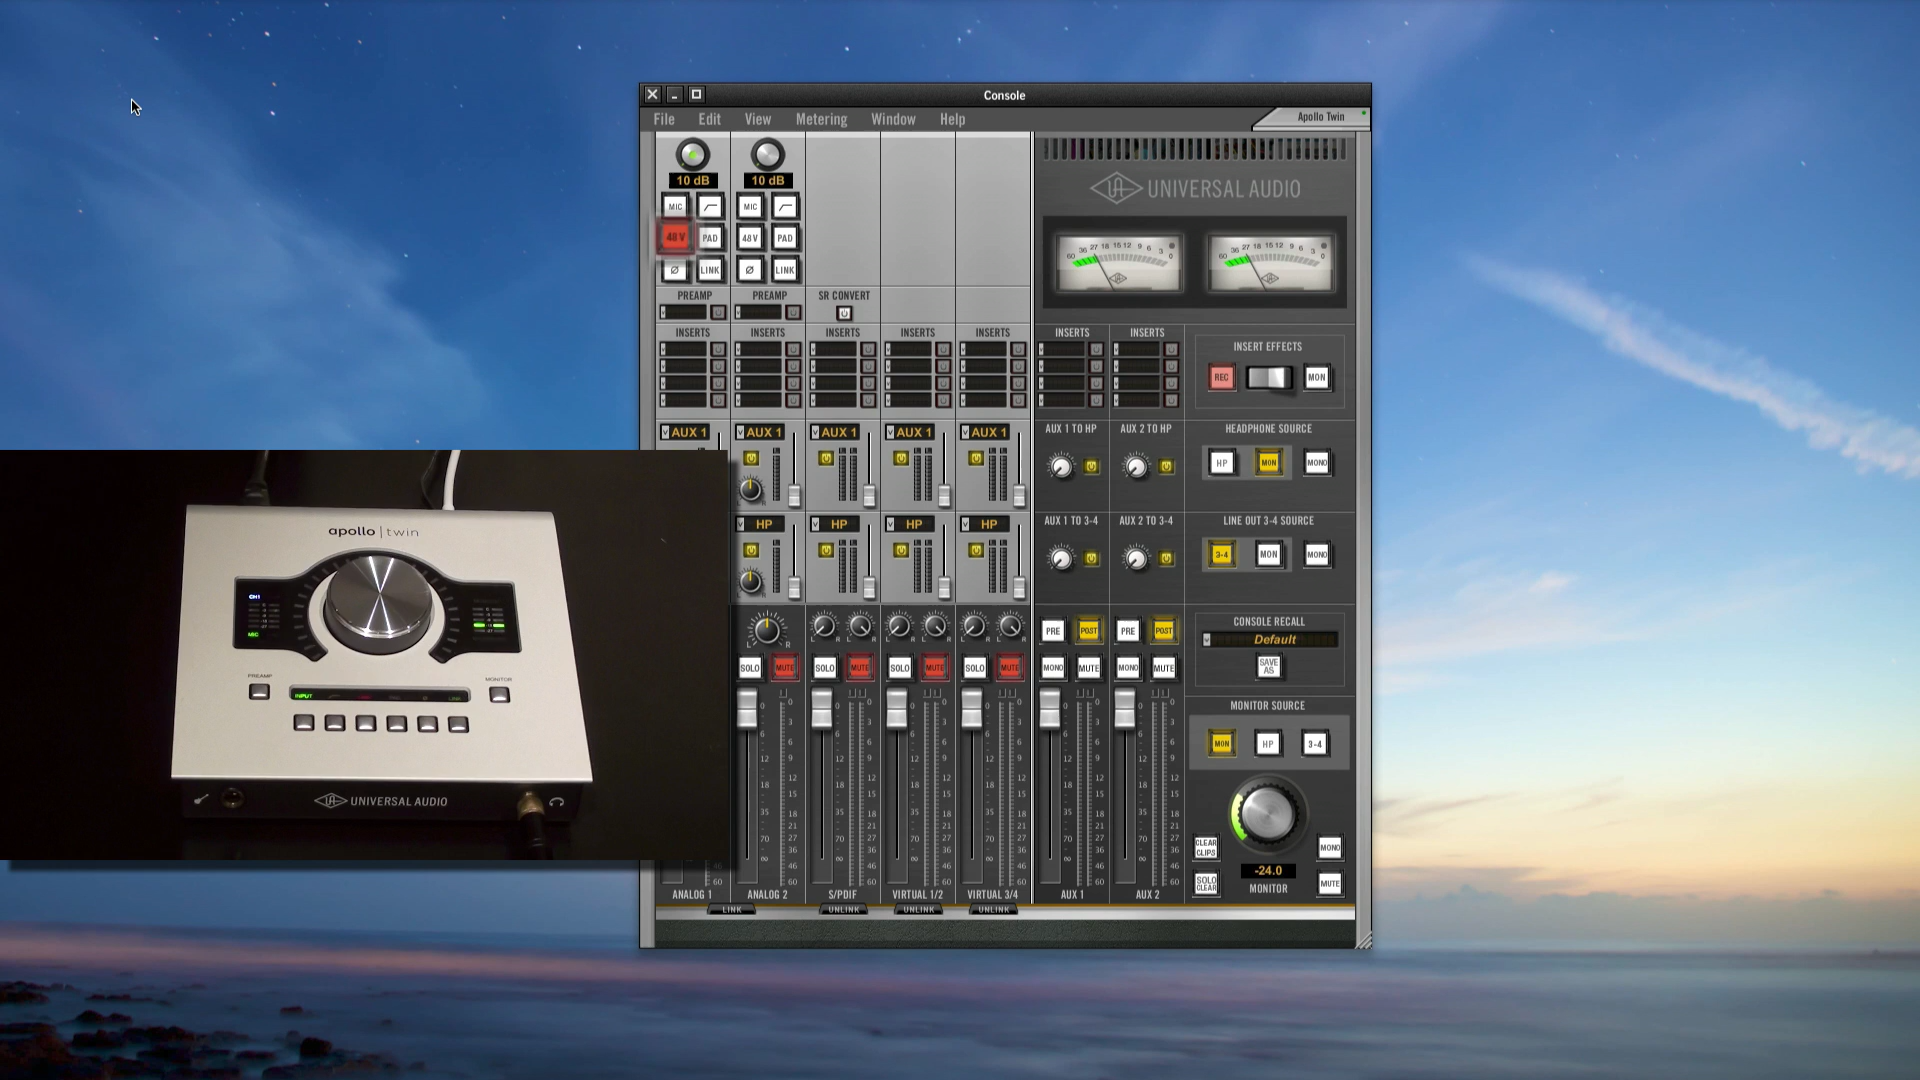 Console
File Edit View Metering Window Help
Apollo Twin
10 dB 10 dB
UNIVERSAL AUDIO
MIC MIC
48 V PAD 48 V PAD
Ø LINK Ø LINK
PREAMP PREAMP SR CONVERT
INSERTS INSERTS INSERTS INSERTS INSERTS INSERTS INSERTS
INSERT EFFECTS
REC MON
AUX 1 AUX 1 AUX 1 AUX 1 AUX 1
AUX 1 TO HP AUX 2 TO HP HEADPHONE SOURCE
HP MON MONO
HP HP HP HP
AUX 1 TO 3-4 AUX 2 TO 3-4 LINE OUT 3-4 SOURCE
3-4 MON MONO
PRE POST PRE POST
CONSOLE RECALL
Default
SAVE AS
SOLO MUTE SOLO MUTE SOLO MUTE SOLO MUTE MONO MUTE MONO MUTE
MONITOR SOURCE
MON HP 3-4
CLEAR CLIPS
MONO
-24.0
SOLO CLEAR
MONITOR
MUTE
ANALOG 1 ANALOG 2 S/PDIF VIRTUAL 1/2 VIRTUAL 3/4 AUX 1 AUX 2
LINK UNLINK UNLINK UNLINK
apollo | twin
CH1
MIC
PREAMP
MONITOR
INPUT
UNIVERSAL AUDIO